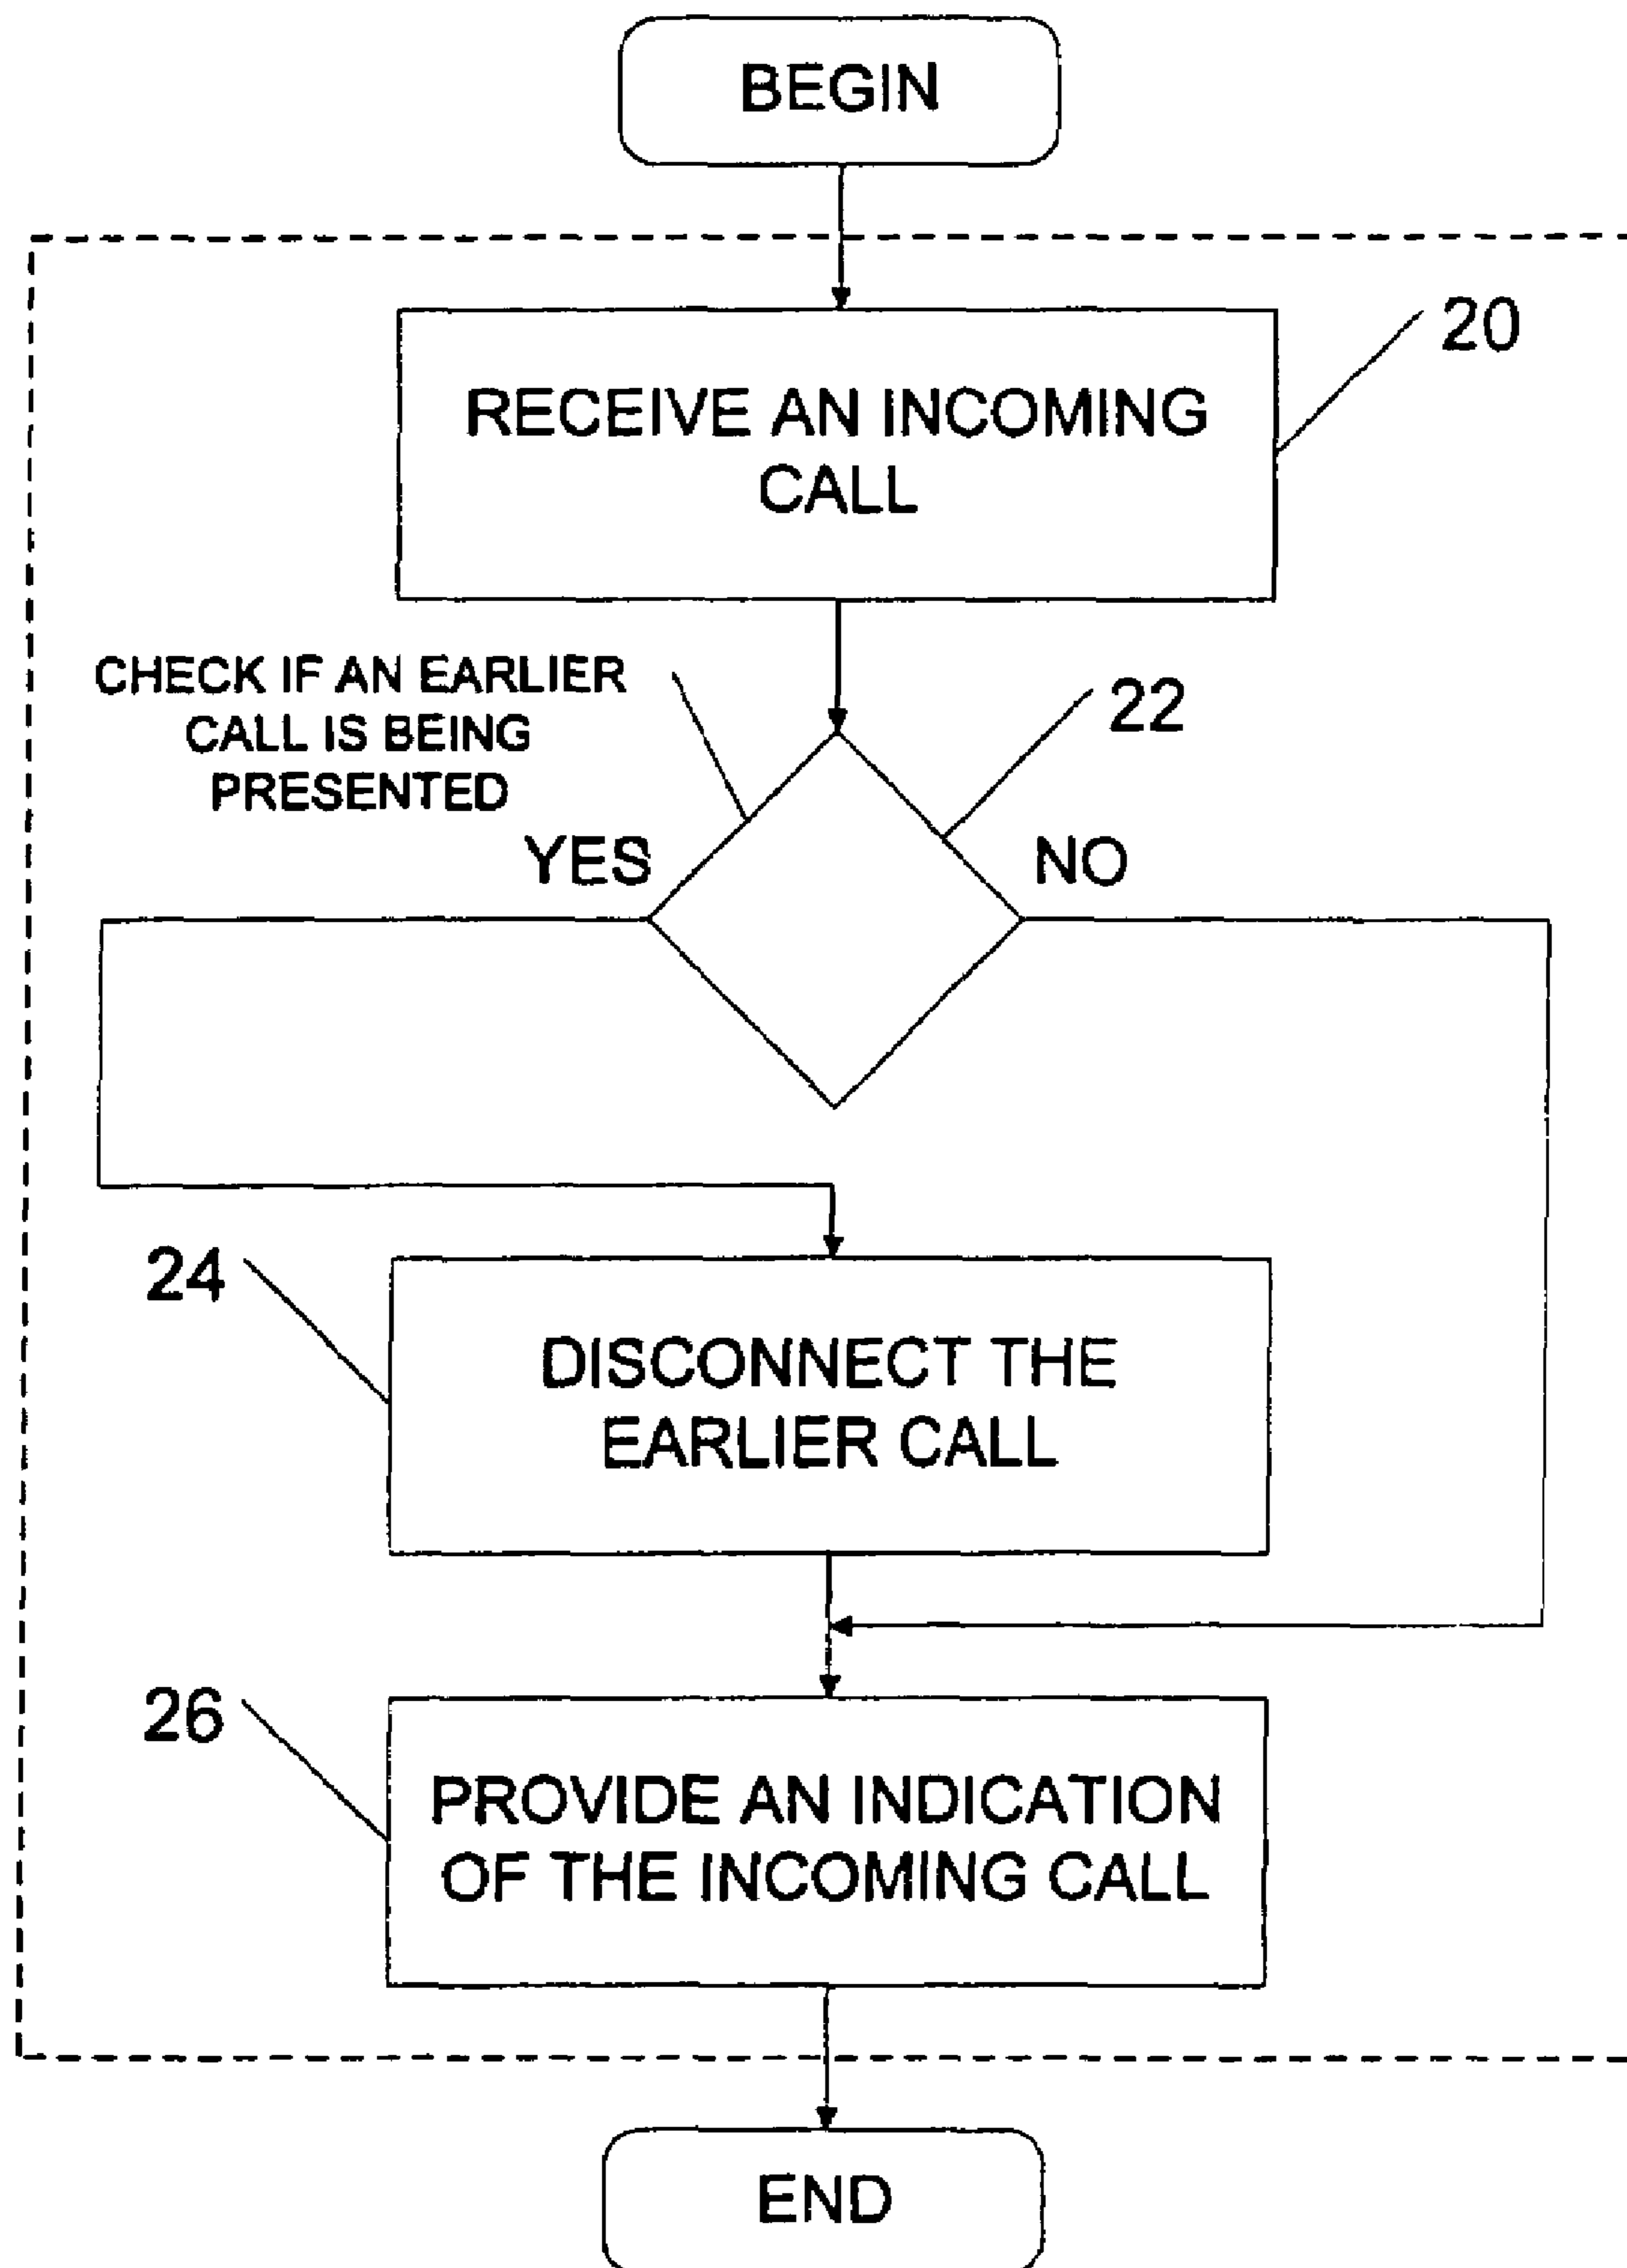 BEGIN
20
RECEIVE AN INCOMING
CALL
CHECK IF AN EARLIER
CALL IS BEING
PRESENTED
22
YES
NO
24
DISCONNECT THE
EARLIER CALL
26
PROVIDE AN INDICATION
OF THE INCOMING CALL
END